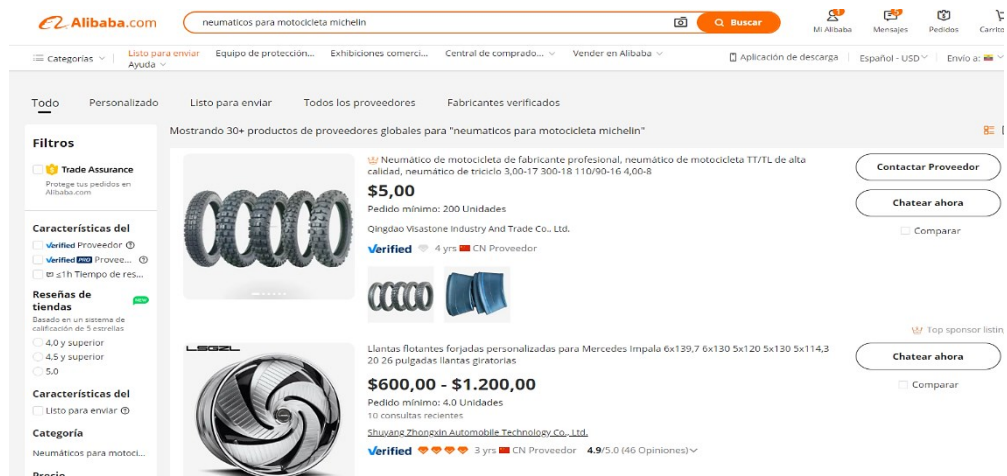 Alibaba.com
neumaticos para motocicleta michelin
Buscar
Mi Alibaba
Mensajes
Pedidos
Carrito
Categorías
Listo para enviar
Equipo de protección...
Exhibiciones comerci...
Central de comprado...
Vender en Alibaba
Ayuda
Aplicación de descarga
Español - USD
Envío a:
Todo
Personalizado
Listo para enviar
Todos los proveedores
Fabricantes verificados
Mostrando 30+ productos de proveedores globales para "neumaticos para motocicleta michelin"
Filtros
Trade Assurance
Protege tus pedidos en
Alibaba.com
Características del
Verified Proveedor
Verified PRO Provee...
≤1h Tiempo de res...
Reseñas de
tiendas
NEW
Basado en un sistema de
calificación de 5 estrellas
4.0 y superior
4,5 y superior
5.0
Características del
Listo para enviar
Categoría
Neumáticos para motoci...
Precio
Neumático de motocicleta de fabricante profesional, neumático de motocicleta TT/TL de alta
calidad, neumático de triciclo 3,00-17 300-18 110/90-16 4,00-8
$5,00
Pedido mínimo: 200 Unidades
Qingdao Visastone Industry And Trade Co., Ltd.
Verified 4 yrs CN Proveedor
Contactar Proveedor
Chatear ahora
Comparar
Top sponsor listing
LSGZL
Llantas flotantes forjadas personalizadas para Mercedes Impala 6x139,7 6x130 5x120 5x130 5x114,3
20 26 pulgadas llantas giratorias
$600,00 - $1.200,00
Pedido mínimo: 4.0 Unidades
10 consultas recientes
Shuyang Zhongxin Automobile Technology Co., Ltd.
Verified 3 yrs CN Proveedor 4.9/5.0 (46 Opiniones)
Chatear ahora
Comparar